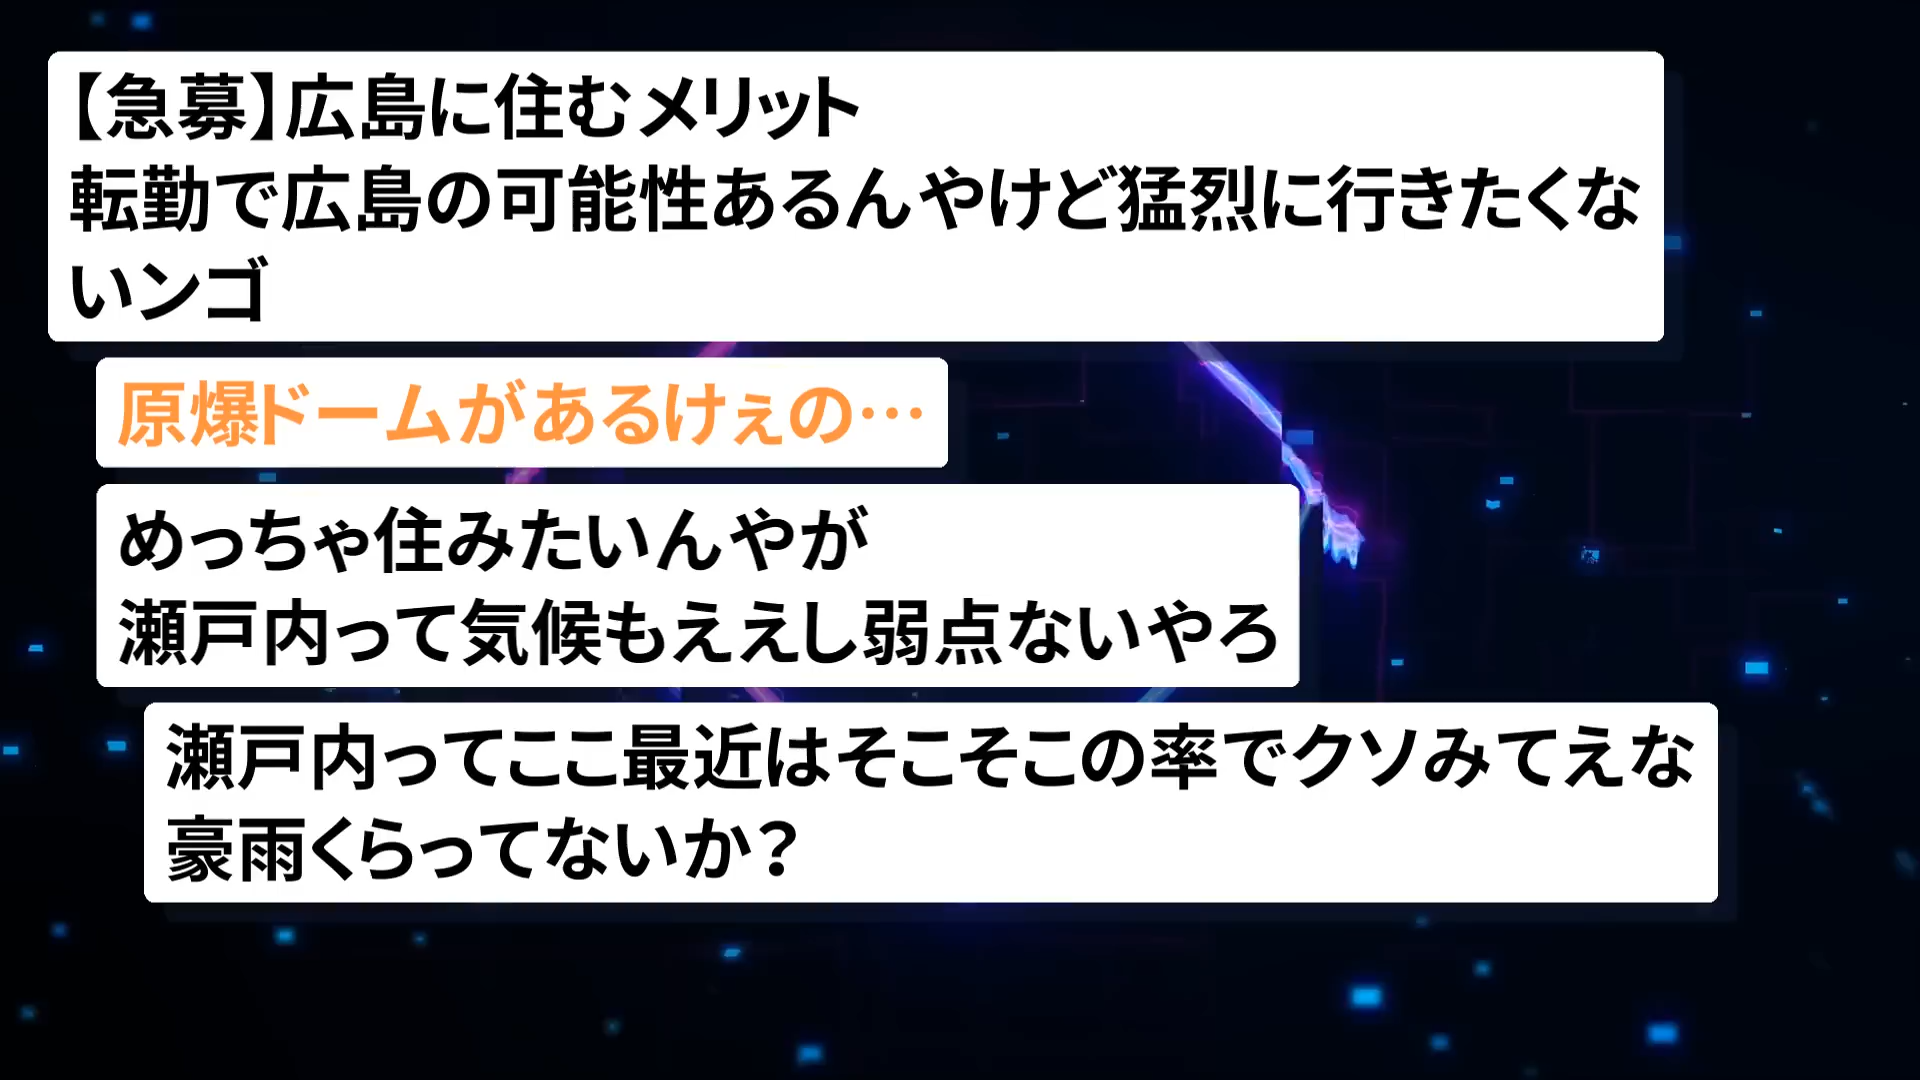 【急募】広島に住むメリット
転勤で広島の可能性あるんやけど猛烈に行きたくな
いンゴ
原爆ドームがあるけぇの…
めっちゃ住みたいんやが
瀬戸内って気候もええし弱点ないやろ
瀬戸内ってここ最近はそこそこの率でクソみてえな
豪雨くらってないか？